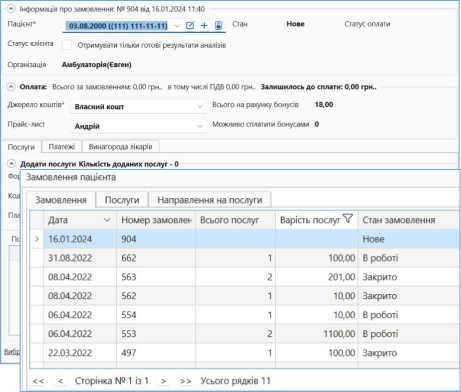 Інформація про замовлення: № 904 від 16.01.2024 11:40
Пацієнт* 03.08.2000 ((111) 111-11-11) Стан Нове Статус оплати
Статус клієнта Отримувати тільки готові результати аналізів
Організація Амбулаторія(Євген)
Оплата: Всього за замовленням: 0,00 грн.. в тому числі ПДВ 0,00 грн.. Залишилось до сплати: 0,00 грн..
Джерело коштів* Власний кошт Всього на рахунку бонусів 18,00
Прайс-лист Андрій Можливо сплатити бонусами 0
Послуги Платежі Винагорода лікарів
Додати послуги Кількість доданих послуг - 0
Замовлення пацієнта
Замовлення Послуги Направлення на послуги
Дата Номер замовлен Всього послуг Варість послуг Стан замовлення
16.01.2024 904 Нове
31.08.2022 662 1 100,00 В роботі
08.04.2022 563 2 201,00 Закрито
08.04.2022 562 1 10,00 Закрито
06.04.2022 554 1 10,00 В роботі
06.04.2022 553 2 1100,00 В роботі
22.03.2022 497 1 100,00 Закрито
<< < Сторінка № 1 із 1 > >> Усього рядків 11